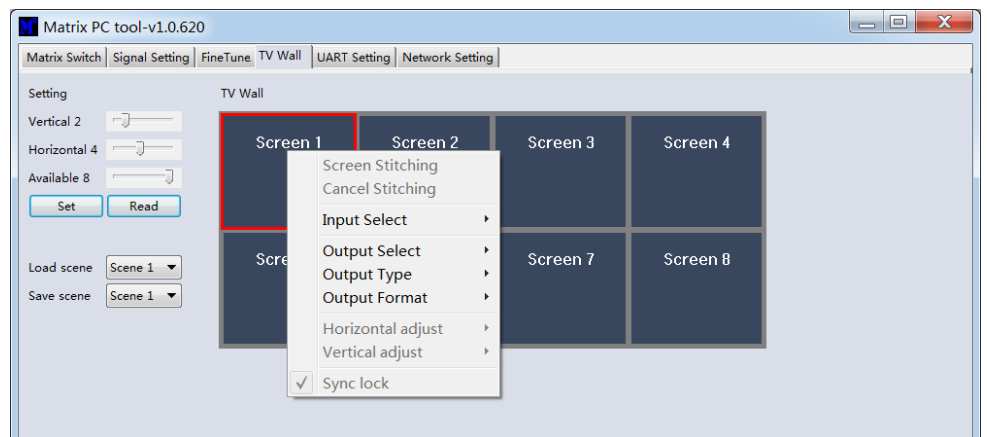 Matrix PC tool-v1.0.620
Matrix Switch Signal Setting FineTune TV Wall UART Setting Network Setting
Setting TV Wall
Vertical 2
Horizontal 4
Available 8
Set Read
Load scene Scene 1
Save scene Scene 1
Screen 1 Screen 2 Screen 3 Screen 4
Screen 7 Screen 8
Screen Stitching
Cancel Stitching
Input Select
Output Select
Output Type
Output Format
Horizontal adjust
Vertical adjust
Sync lock